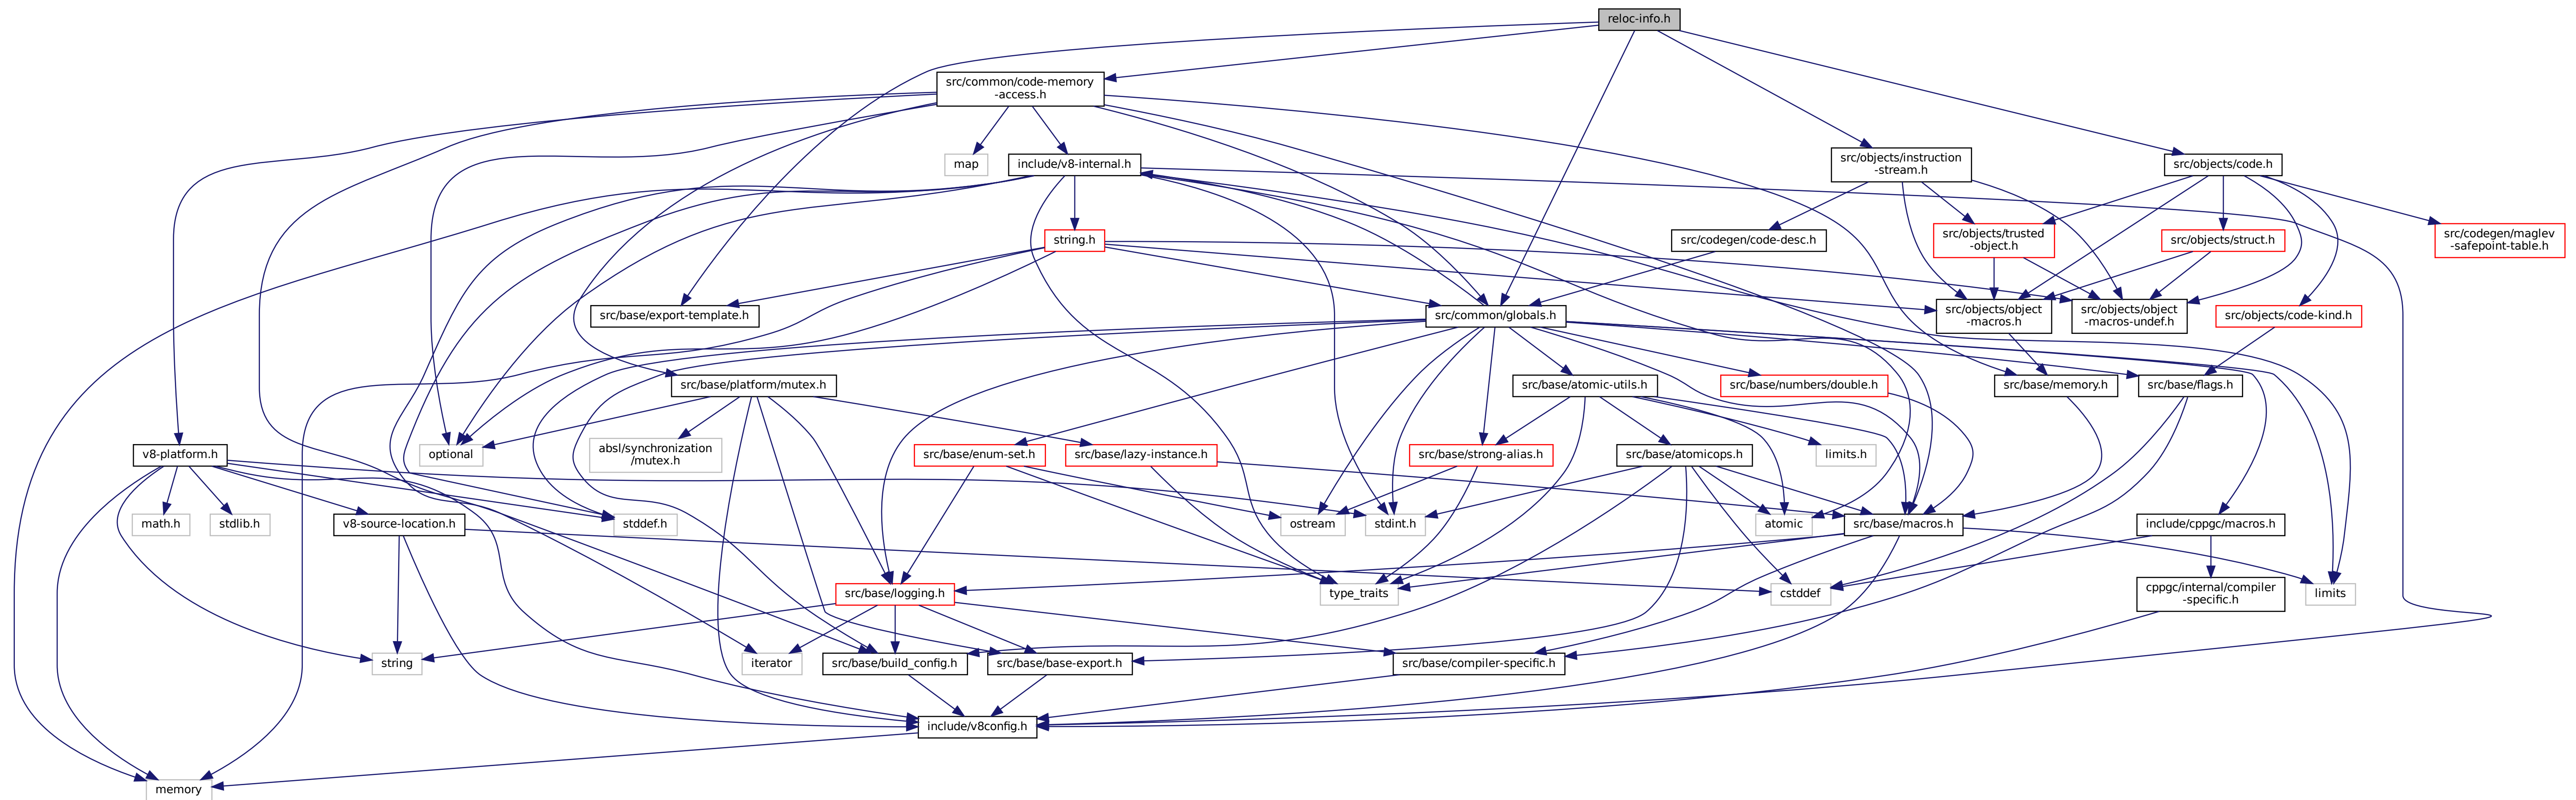 reloc-info.h
src/common/code-memory
-access.h
map
include/v8-internal.h
src/objects/instruction
-stream.h
src/objects/code.h
string.h
src/codegen/code-desc.h
src/objects/trusted
-object.h
src/objects/struct.h
src/codegen/maglev
-safepoint-table.h
src/base/export-template.h
src/common/globals.h
src/objects/object
-macros.h
src/objects/object
-macros-undef.h
src/objects/code-kind.h
src/base/platform/mutex.h
src/base/atomic-utils.h
src/base/numbers/double.h
src/base/memory.h
src/base/flags.h
v8-platform.h
optional
absl/synchronization
/mutex.h
src/base/enum-set.h
src/base/lazy-instance.h
src/base/strong-alias.h
src/base/atomicops.h
limits.h
math.h
stdlib.h
v8-source-location.h
stddef.h
ostream
stdint.h
atomic
src/base/macros.h
include/cppgc/macros.h
src/base/logging.h
type_traits
cstddef
cppgc/internal/compiler
-specific.h
limits
string
iterator
src/base/build_config.h
src/base/base-export.h
src/base/compiler-specific.h
include/v8config.h
memory